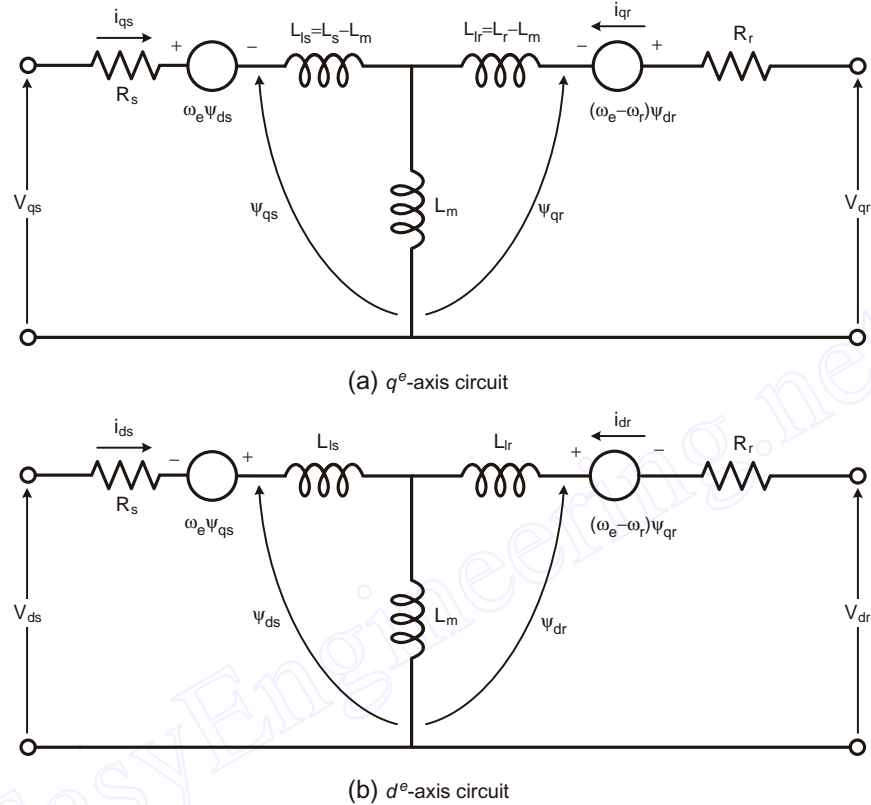 i_qs
L_ls=L_s–L_m
L_lr=L_r–L_m
i_qr
R_r
+ –
– +
R_s
ω_eψ_ds
(ω_e–ω_r)ψ_dr
V_qs
ψ_qs
L_m
ψ_qr
V_qr
(a) q^e-axis circuit
i_ds
L_ls
L_lr
i_dr
R_r
– +
+ –
R_s
ω_eψ_qs
(ω_e–ω_r)ψ_qr
V_ds
ψ_ds
L_m
ψ_dr
V_dr
(b) d^e-axis circuit
EasyEngineering.net